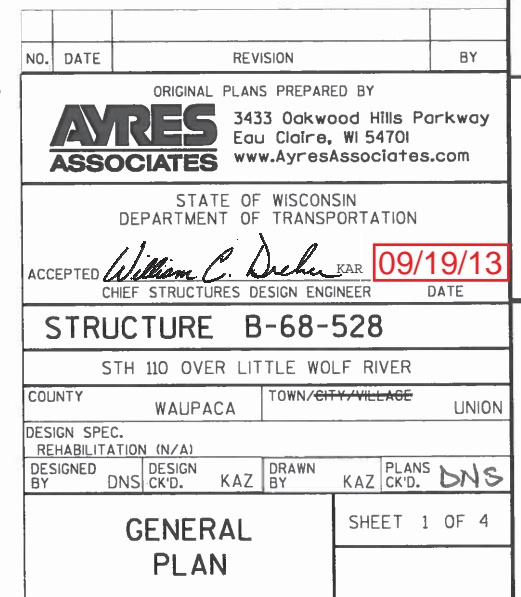 NO. DATE REVISION BY
ORIGINAL PLANS PREPARED BY
AYRES
ASSOCIATES
3433 Oakwood Hills Parkway
Eau Claire, WI 54701
www.AyresAssociates.com
STATE OF WISCONSIN
DEPARTMENT OF TRANSPORTATION
ACCEPTED William C. Dreher KAR 09/19/13
CHIEF STRUCTURES DESIGN ENGINEER DATE
STRUCTURE B-68-528
STH 110 OVER LITTLE WOLF RIVER
COUNTY WAUPACA TOWN/CITY/VILLAGE UNION
DESIGN SPEC.
REHABILITATION (N/A)
DESIGNED BY DNS DESIGN CK'D. KAZ DRAWN BY KAZ PLANS CK'D. DNS
GENERAL
PLAN
SHEET 1 OF 4